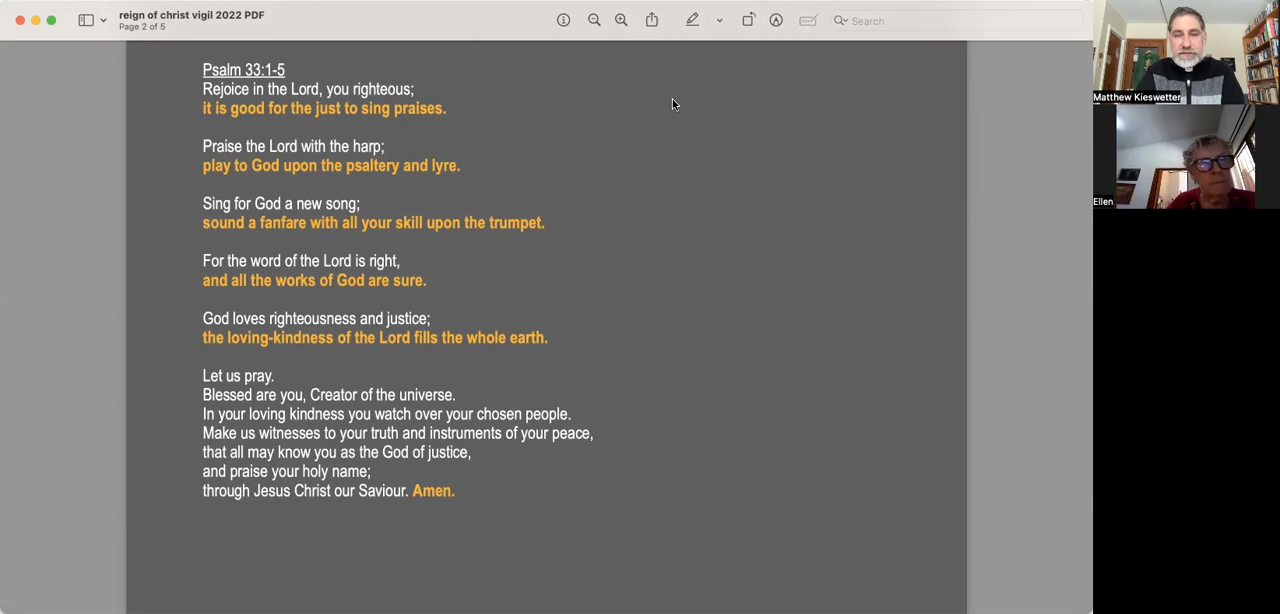 reign of christ vigil 2022 PDF
Page 2 of 5
Search
Psalm 33:1-5
Rejoice in the Lord, you righteous;
it is good for the just to sing praises.
Praise the Lord with the harp;
play to God upon the psaltery and lyre.
Sing for God a new song;
sound a fanfare with all your skill upon the trumpet.
For the word of the Lord is right,
and all the works of God are sure.
God loves righteousness and justice;
the loving-kindness of the Lord fills the whole earth.
Let us pray.
Blessed are you, Creator of the universe.
In your loving kindness you watch over your chosen people.
Make us witnesses to your truth and instruments of your peace,
that all may know you as the God of justice,
and praise your holy name;
through Jesus Christ our Saviour. Amen.
Matthew Kieswetter
Ellen